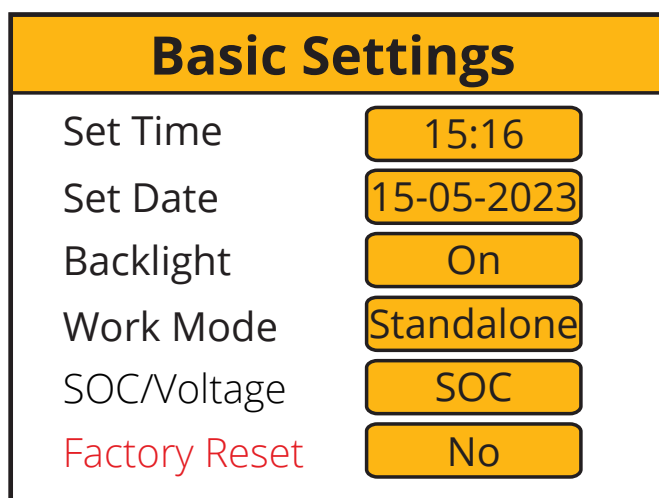 Basic Settings
Set Time 15:16
Set Date 15-05-2023
Backlight On
Work Mode Standalone
SOC/Voltage SOC
Factory Reset No